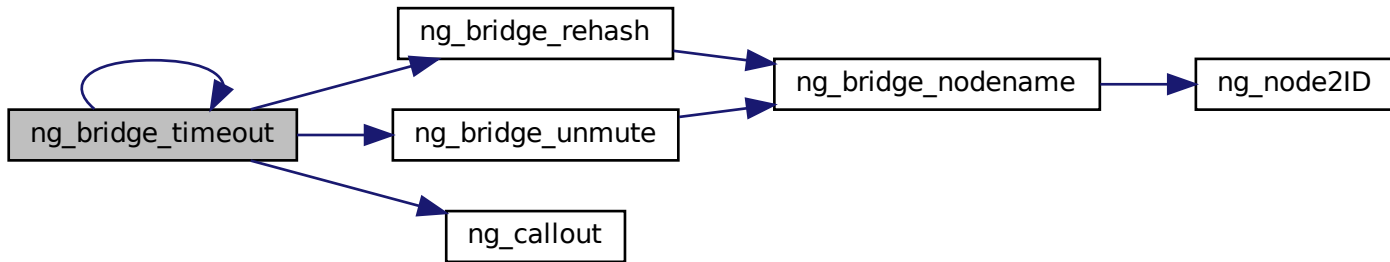 ng_bridge_timeout
ng_bridge_rehash
ng_bridge_unmute
ng_callout
ng_bridge_nodename
ng_node2ID